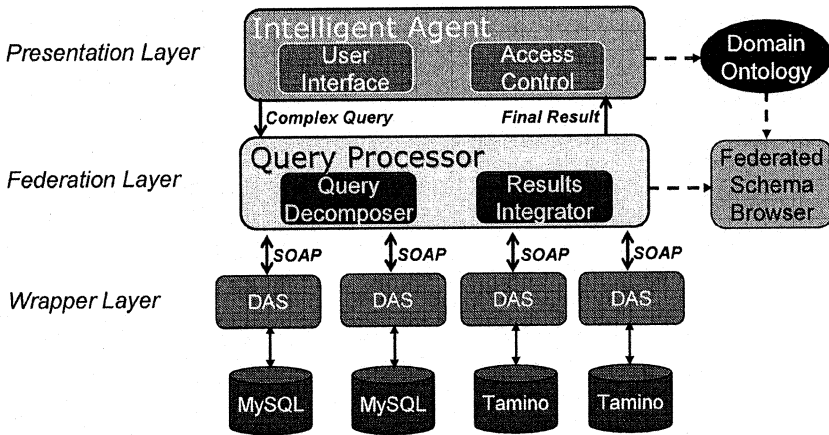 Intelligent Agent
Presentation Layer
User
Interface
Access
Control
Domain
Ontology
Complex Query
Final Result
Query Processor
Federation Layer
Query
Decomposer
Results
Integrator
Federated
Schema
Browser
SOAP
SOAP
SOAP
SOAP
Wrapper Layer
DAS
DAS
DAS
DAS
MySQL
MySQL
Tamino
Tamino